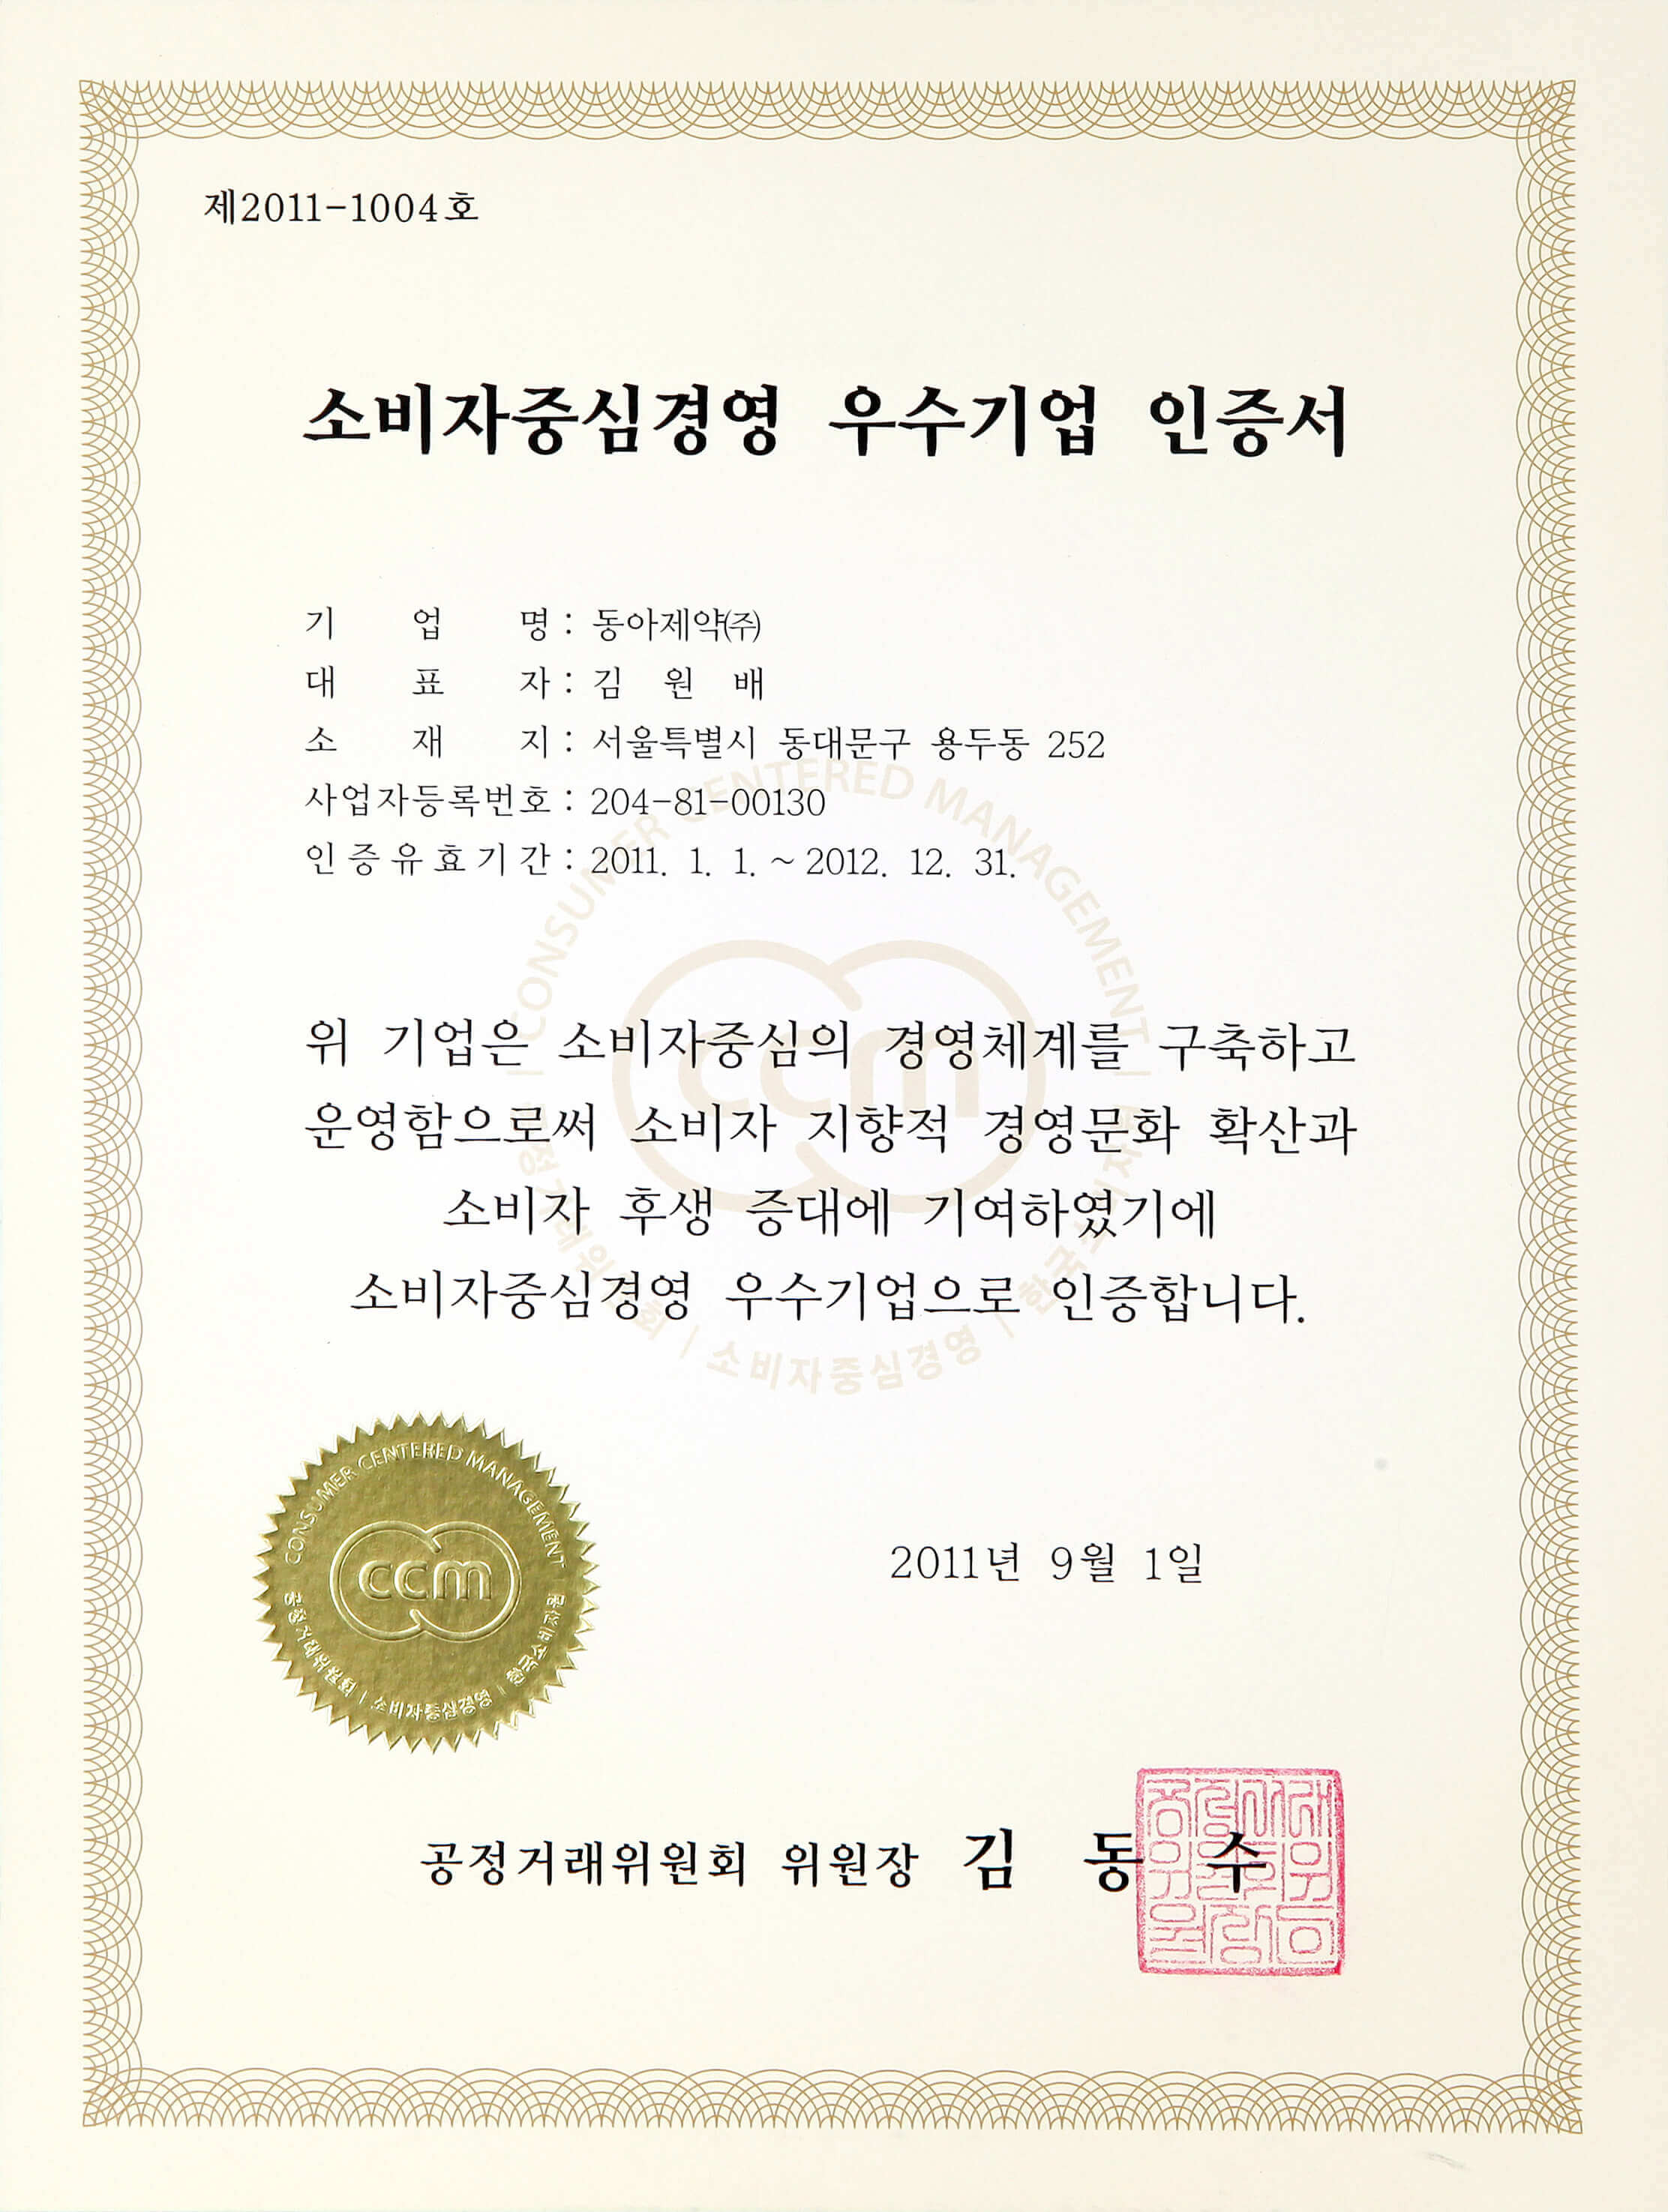 제2011-1004호
소비자중심경영 우수기업 인증서
기 업 명 : 동아제약㈜
대 표 자 : 김 원 배
소 재 지 : 서울특별시 동대문구 용두동 252
사업자등록번호 : 204-81-00130
인증유효기간 : 2011. 1. 1. ~ 2012. 12. 31.
CONSUMER CENTERED MANAGEMENT
ccm
위 기업은 소비자중심의 경영체계를 구축하고
운영함으로써 소비자 지향적 경영문화 확산과
소비자 후생 증대에 기여하였기에
소비자중심경영 우수기업으로 인증합니다.
공정거래위원회 | 소비자중심경영 | 한국소비자원
CONSUMER CENTERED MANAGEMENT
ccm
공정거래위원회 | 소비자중심경영 | 한국소비자원
2011년 9월 1일
공정거래위원회 위원장 김 동 수